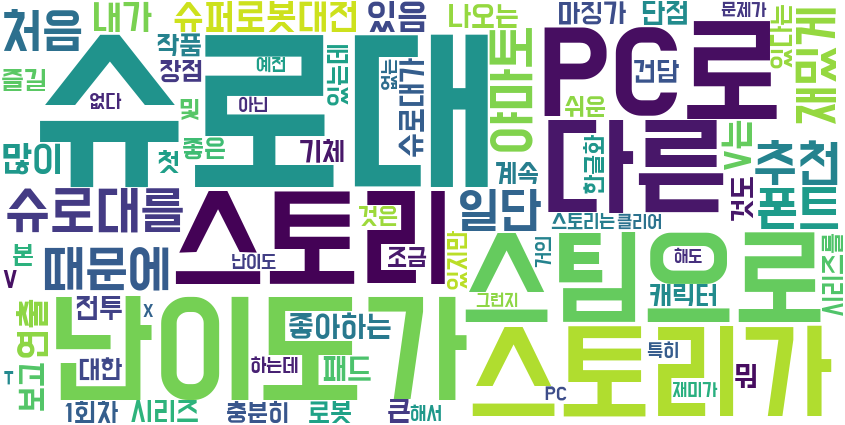 처음
내가
슈퍼로봇대전
있음
나오는
마징가
단점
문제가
있다는
재밌게
즐길
작품
장점
예전
있는데
없는
슈로대
슈로대가
야마토
PC로
건담
쉬운
없다
및
아닌
많이
첫
좋은
기체
계속
다른
한글화
V는
추천
슈로대를
스토리
것은
일단
것도
폰트
본
V
때문에
난이도
조금
있지만
스토리는
클리어
거인
해도
시리즈를
스팀으로
그런지
캐릭터
연출
보고
전투
X
난이도가
좋아하는
스토리가
특히
뭐
T
대한
하는데
패드
재미가
PC
1회차
시리즈
충분히
로봇
큰
해서